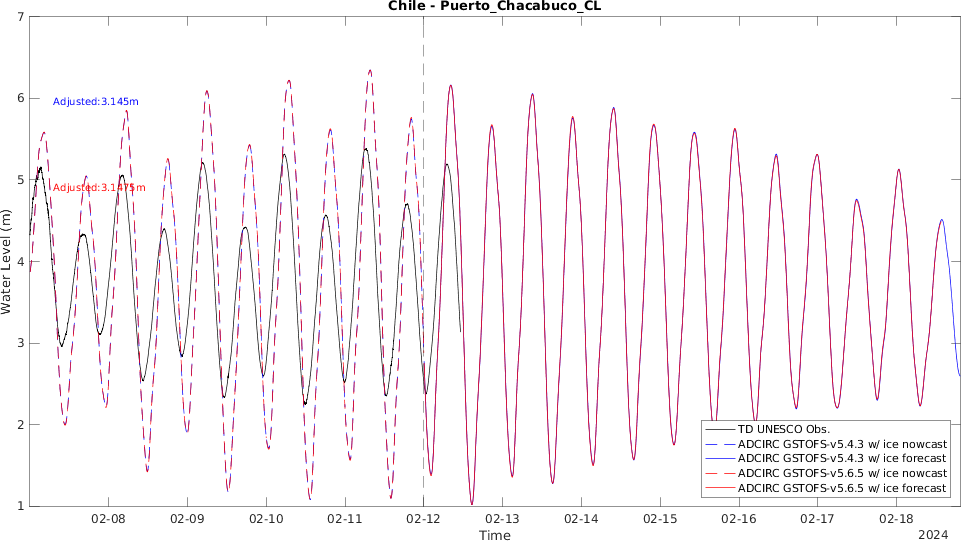 Chile - Puerto_Chacabuco_CL
7
6
5
4
3
2
1
Water Level (m)
Adjusted:3.145m
Adjusted:3.1475m
TD UNESCO Obs.
ADCIRC GSTOFS-v5.4.3 w/ ice nowcast
ADCIRC GSTOFS-v5.4.3 w/ ice forecast
ADCIRC GSTOFS-v5.6.5 w/ ice nowcast
ADCIRC GSTOFS-v5.6.5 w/ ice forecast
02-08 02-09 02-10 02-11 02-12 02-13 02-14 02-15 02-16 02-17 02-18
Time
2024